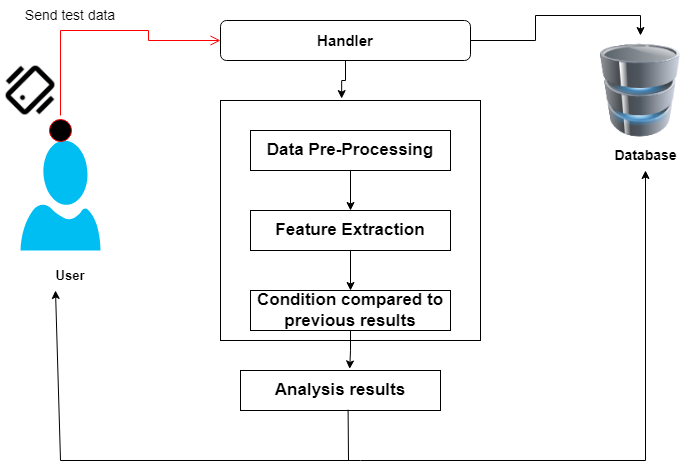 Send test data
Handler
Data Pre-Processing
Database
Feature Extraction
User
Condition compared to
previous results
Analysis results